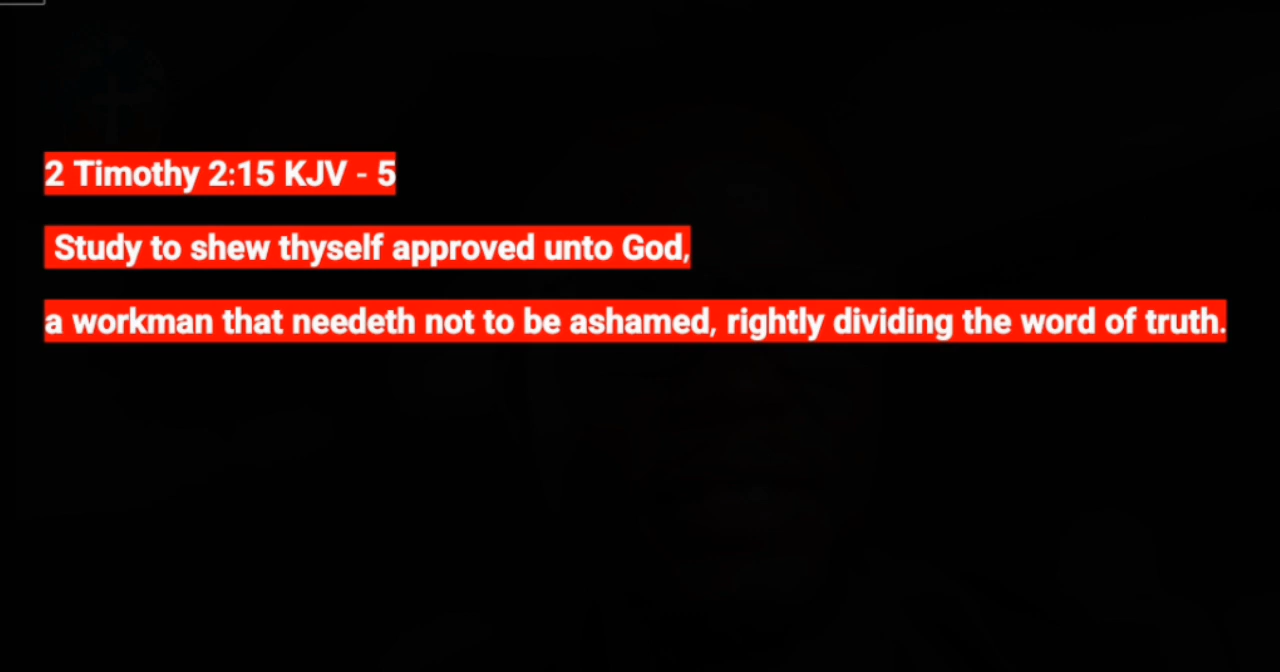 2 Timothy 2:15 KJV - 5
Study to shew thyself approved unto God,
a workman that needeth not to be ashamed, rightly dividing the word of truth.